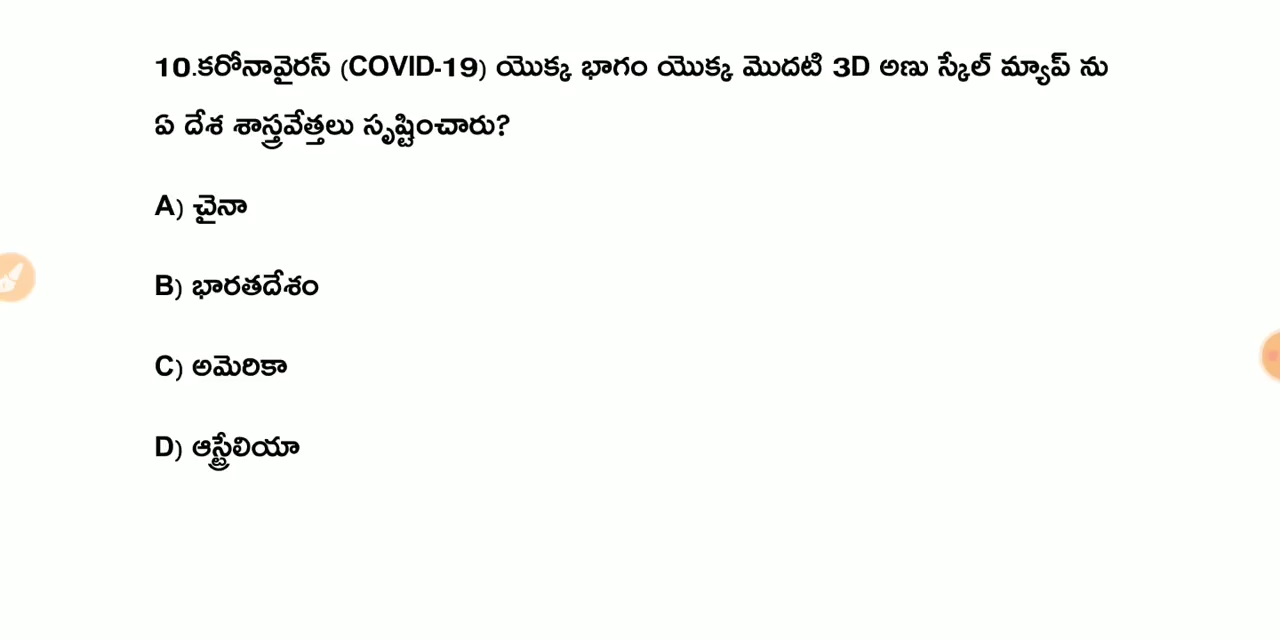 10.కరోనావైరస్ (COVID-19) యొక్క భాగం యొక్క మొదటి 3D అణు స్కేల్ మ్యాప్ ను
ఏ దేశ శాస్త్రవేత్తలు సృష్టించారు?
A) చైనా
B) భారతదేశం
C) అమెరికా
D) ఆస్ట్రేలియా